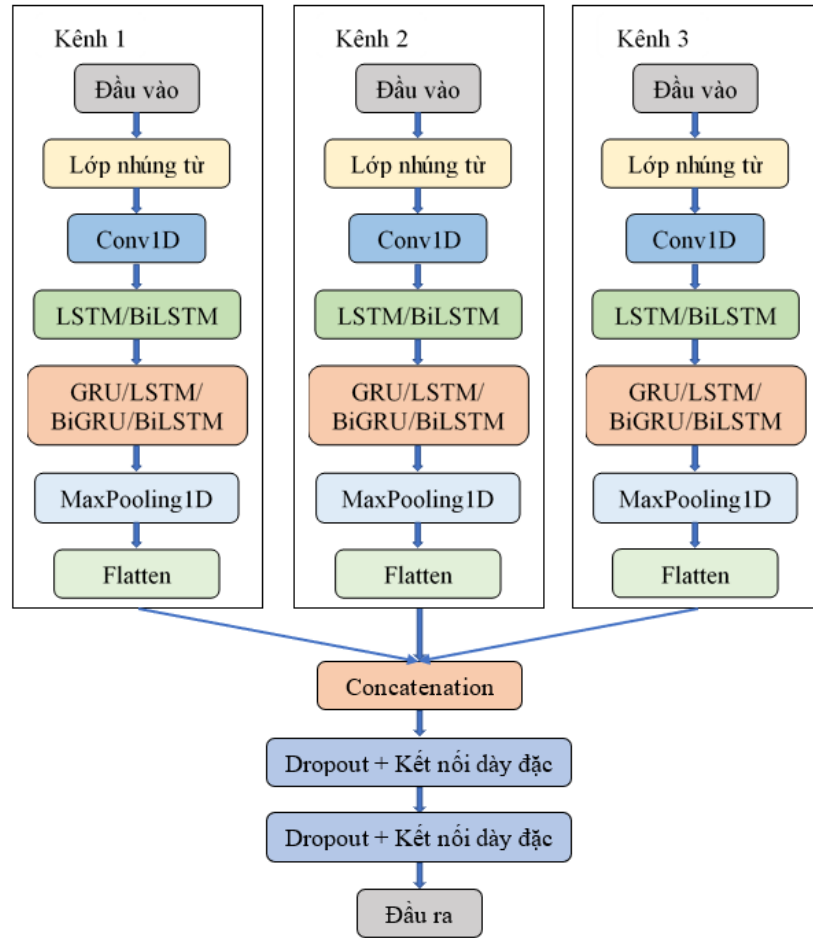 Kênh 1
Đầu vào
Lớp nhúng từ
Conv1D
LSTM/BiLSTM
GRU/LSTM/
BiGRU/BiLSTM
MaxPooling1D
Flatten
Kênh 2
Đầu vào
Lớp nhúng từ
Conv1D
LSTM/BiLSTM
GRU/LSTM/
BiGRU/BiLSTM
MaxPooling1D
Flatten
Kênh 3
Đầu vào
Lớp nhúng từ
Conv1D
LSTM/BiLSTM
GRU/LSTM/
BiGRU/BiLSTM
MaxPooling1D
Flatten
Concatenation
Dropout + Kết nối dày đặc
Dropout + Kết nối dày đặc
Đầu ra